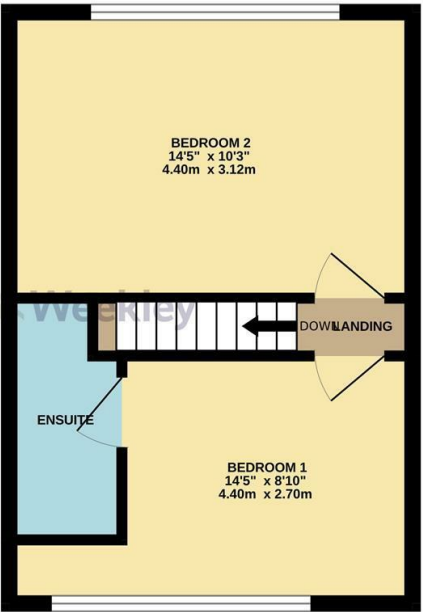 BEDROOM 2
14'5" x 10'3"
4.40m x 3.12m
Weekley
DOWN
LANDING
ENSUITE
BEDROOM 1
14'5" x 8'10"
4.40m x 2.70m